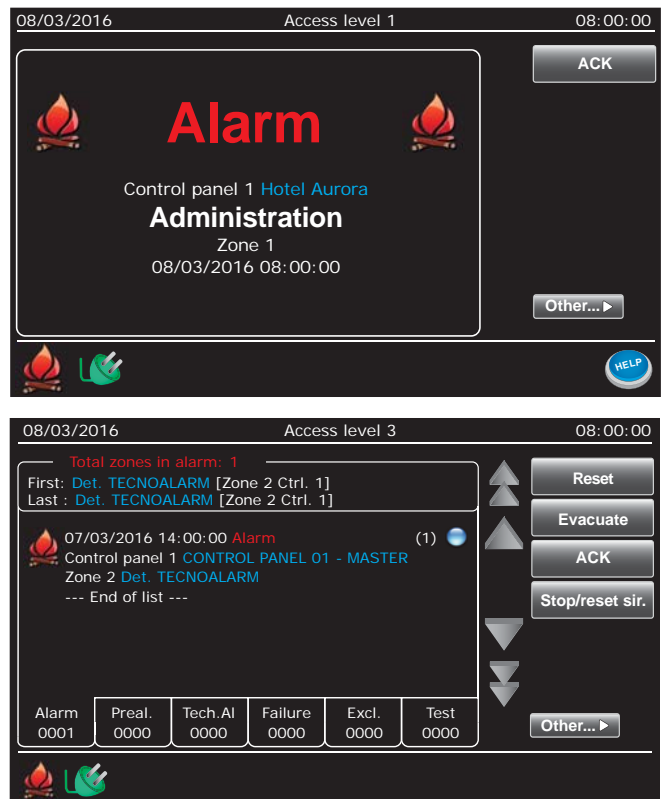 08/03/2016 Access level 1 08:00:00
ACK
Alarm
Control panel 1 Hotel Aurora
Administration
Zone 1
08/03/2016 08:00:00
Other...
HELP
08/03/2016 Access level 3 08:00:00
Total zones in alarm: 1
First: Det. TECNOALARM [Zone 2 Ctrl. 1]
Last : Det. TECNOALARM [Zone 2 Ctrl. 1]
07/03/2016 14:00:00 Alarm (1)
Control panel 1 CONTROL PANEL 01 - MASTER
Zone 2 Det. TECNOALARM
--- End of list ---
Reset
Evacuate
ACK
Stop/reset sir.
Alarm Preal. Tech.Al Failure Excl. Test
0001 0000 0000 0000 0000 0000
Other...